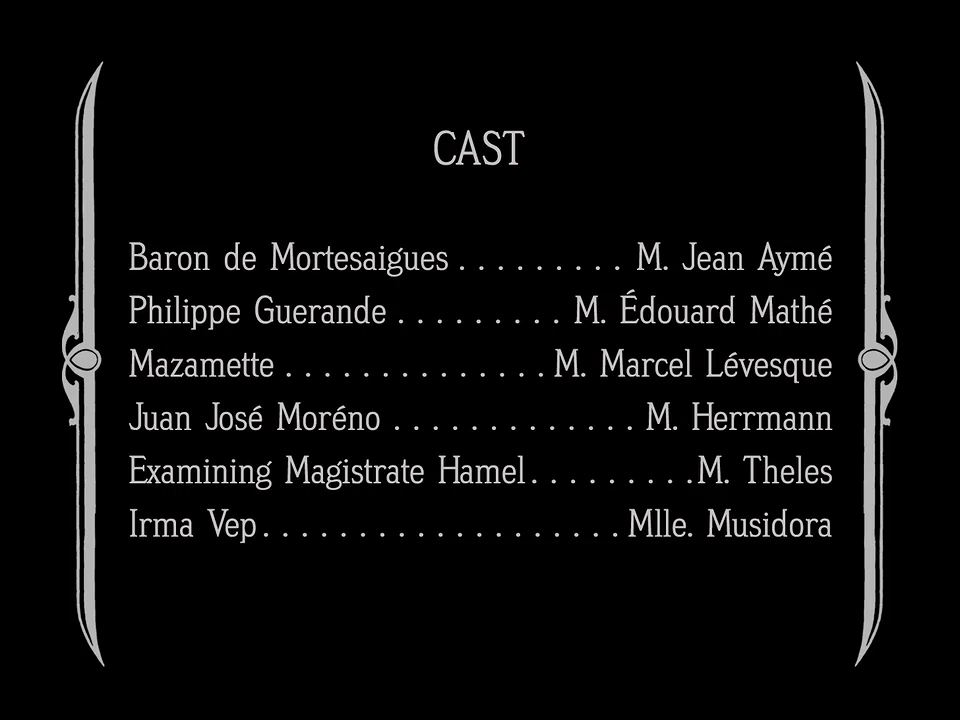 CAST
Baron de Mortesaigues . . . . . . . . . M. Jean Aymé
Philippe Guerande . . . . . . . . . M. Édouard Mathé
Mazamette . . . . . . . . . . . . . . M. Marcel Lévesque
Juan José Moréno . . . . . . . . . . . . . M. Herrmann
Examining Magistrate Hamel . . . . . . . . . M. Theles
Irma Vep . . . . . . . . . . . . . . . . . . . Mlle. Musidora